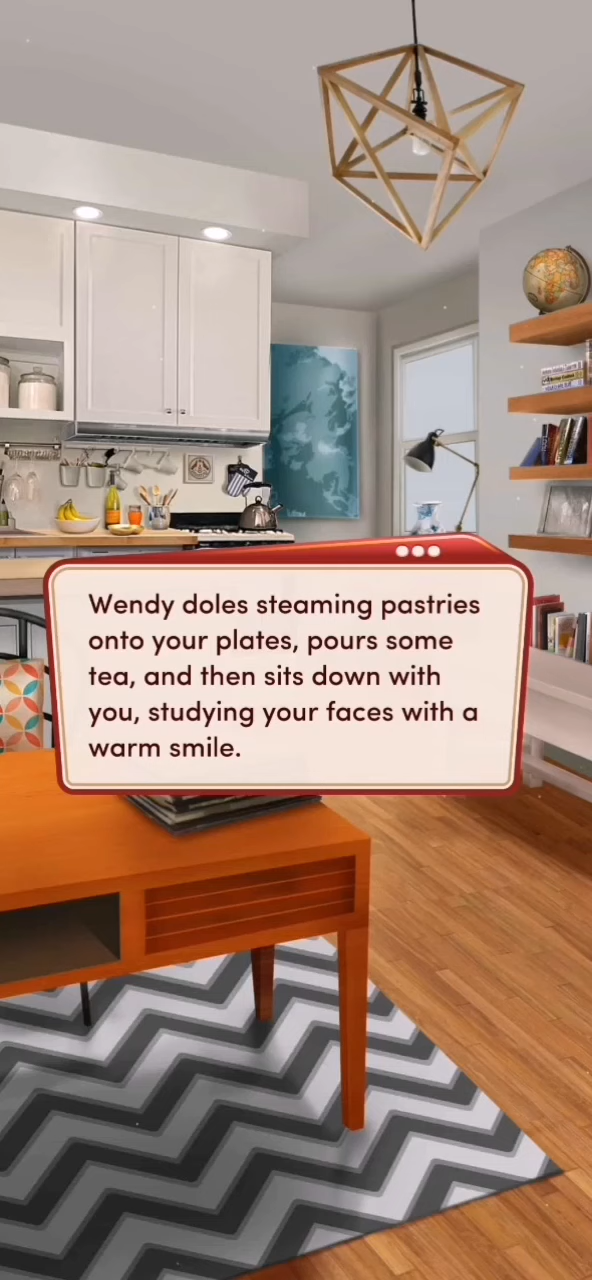 Wendy doles steaming pastries
onto your plates, pours some
tea, and then sits down with
you, studying your faces with a
warm smile.